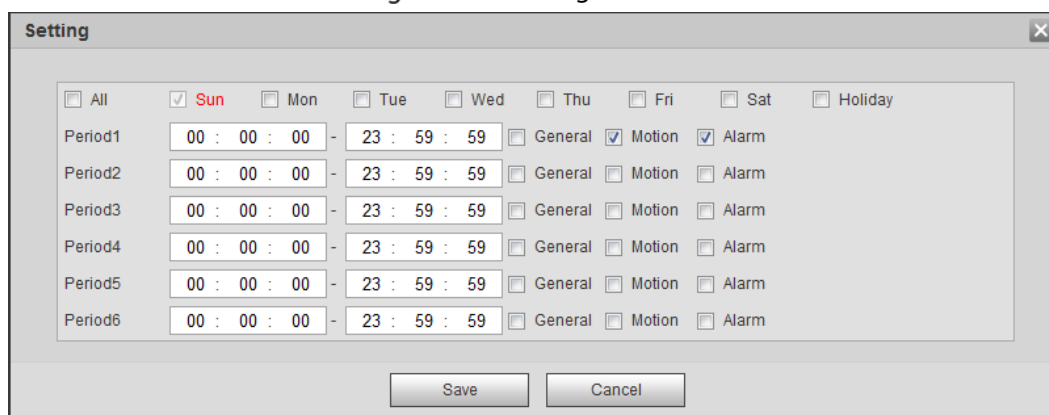 Setting
All Sun Mon Tue Wed Thu Fri Sat Holiday
Period1 00 : 00 : 00 - 23 : 59 : 59 General Motion Alarm
Period2 00 : 00 : 00 - 23 : 59 : 59 General Motion Alarm
Period3 00 : 00 : 00 - 23 : 59 : 59 General Motion Alarm
Period4 00 : 00 : 00 - 23 : 59 : 59 General Motion Alarm
Period5 00 : 00 : 00 - 23 : 59 : 59 General Motion Alarm
Period6 00 : 00 : 00 - 23 : 59 : 59 General Motion Alarm
Save Cancel